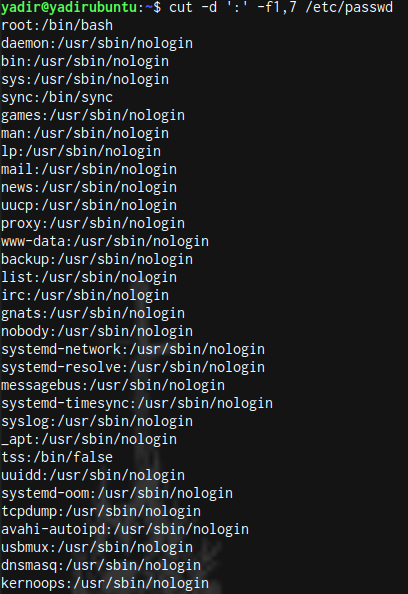 yadir@yadirubuntu:~$ cut -d ':' -f1,7 /etc/passwd
root:/bin/bash
daemon:/usr/sbin/nologin
bin:/usr/sbin/nologin
sys:/usr/sbin/nologin
sync:/bin/sync
games:/usr/sbin/nologin
man:/usr/sbin/nologin
lp:/usr/sbin/nologin
mail:/usr/sbin/nologin
news:/usr/sbin/nologin
uucp:/usr/sbin/nologin
proxy:/usr/sbin/nologin
www-data:/usr/sbin/nologin
backup:/usr/sbin/nologin
list:/usr/sbin/nologin
irc:/usr/sbin/nologin
gnats:/usr/sbin/nologin
nobody:/usr/sbin/nologin
systemd-network:/usr/sbin/nologin
systemd-resolve:/usr/sbin/nologin
messagebus:/usr/sbin/nologin
systemd-timesync:/usr/sbin/nologin
syslog:/usr/sbin/nologin
_apt:/usr/sbin/nologin
tss:/bin/false
uuidd:/usr/sbin/nologin
systemd-oom:/usr/sbin/nologin
tcpdump:/usr/sbin/nologin
avahi-autoipd:/usr/sbin/nologin
usbmux:/usr/sbin/nologin
dnsmasq:/usr/sbin/nologin
kernoops:/usr/sbin/nologin